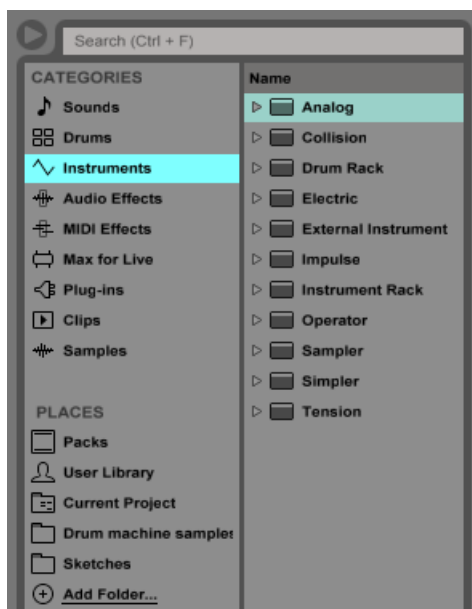 Search (Ctrl + F)
CATEGORIES
Sounds
Drums
Instruments
Audio Effects
MIDI Effects
Max for Live
Plug-ins
Clips
Samples
PLACES
Packs
User Library
Current Project
Drum machine samples
Sketches
Add Folder...
Name
Analog
Collision
Drum Rack
Electric
External Instrument
Impulse
Instrument Rack
Operator
Sampler
Simpler
Tension